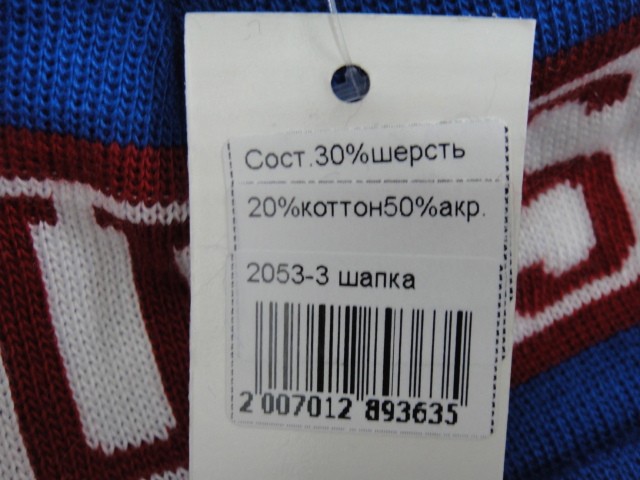 Сост.30%шерсть
20%коттон50%акр.
2053-3 шапка
2 007012 893635